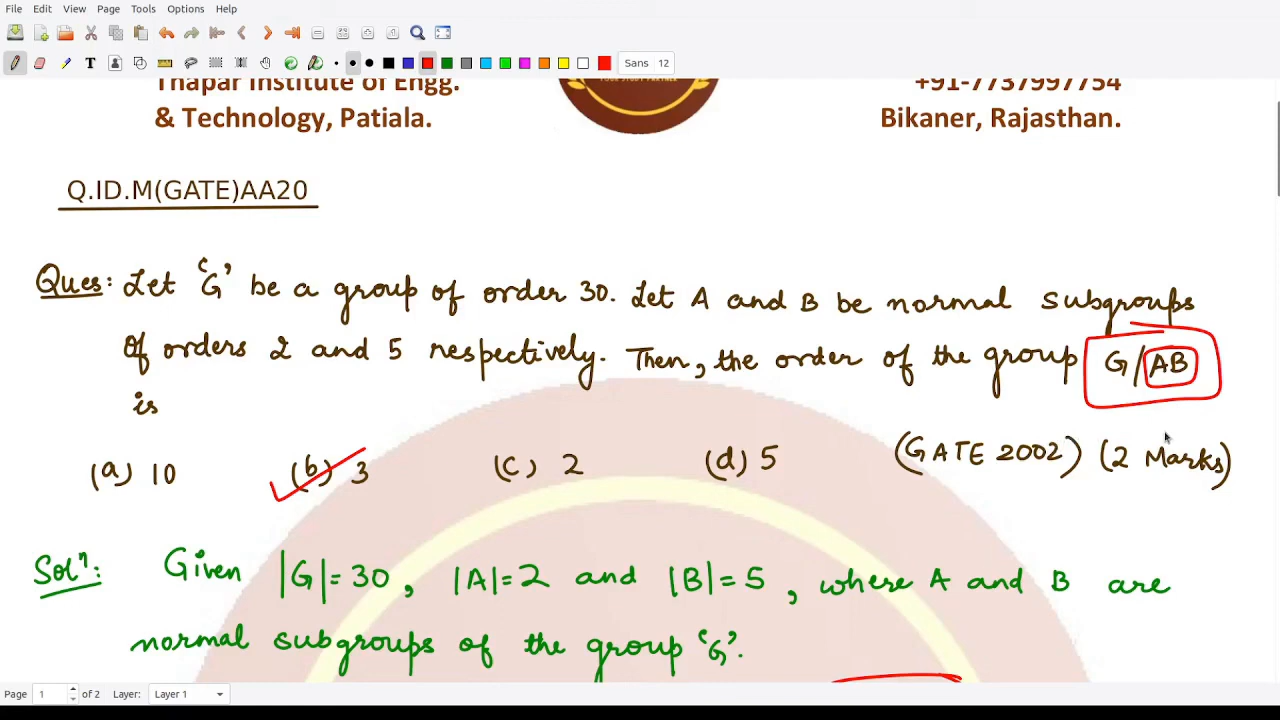 File Edit View Page Tools Options Help
Sans 12
Thapar Institute of Engg.
& Technology, Patiala.
YOUR STUDY PARTNER
+91-7737997754
Bikaner, Rajasthan.
Q.ID.M(GATE)AA20
Ques: Let 'G' be a group of order 30. Let A and B be normal subgroups
of orders 2 and 5 respectively. Then, the order of the group G/AB
is
(a) 10 (b) 3 (c) 2 (d) 5 (GATE 2002) (2 Marks)
Solⁿ: Given |G|=30, |A|=2 and |B|=5, where A and B are
normal subgroups of the group 'G'.
Page 1 of 2 Layer: Layer 1